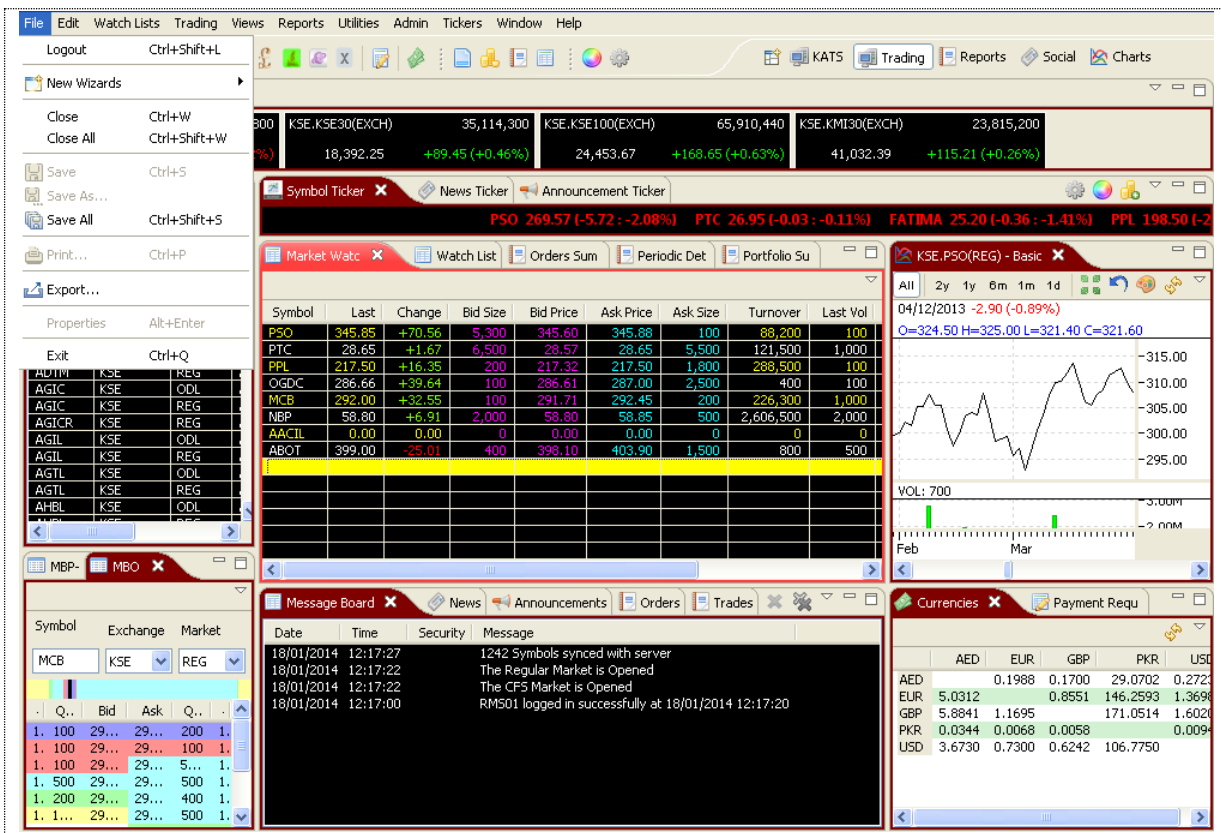 File Edit Watch Lists Trading Views Reports Utilities Admin Tickers Window Help
Logout Ctrl+Shift+L
New Wizards
Close Ctrl+W
Close All Ctrl+Shift+W
Save Ctrl+S
Save As...
Save All Ctrl+Shift+S
Print... Ctrl+P
Export...
Properties Alt+Enter
Exit Ctrl+Q
KATS Trading Reports Social Charts
300 KSE.KSE30(EXCH) 35,114,300 KSE.KSE100(EXCH) 65,910,440 KSE.KMI30(EXCH) 23,815,200
%) 18,392.25 +89.45 (+0.46%) 24,453.67 +168.65 (+0.63%) 41,032.39 +115.21 (+0.26%)
Symbol Ticker News Ticker Announcement Ticker
PSO 269.57 (-5.72 : -2.08%) PTC 26.95 (-0.03 : -0.11%) FATIMA 25.20 (-0.36 : -1.41%) PPL 198.50 (-2
Market Watc Watch List Orders Sum Periodic Det Portfolio Su
Symbol Last Change Bid Size Bid Price Ask Price Ask Size Turnover Last Vol
PSO 345.85 +70.56 5,300 345.60 345.88 100 88,200 100
PTC 28.65 +1.67 6,500 28.57 28.65 5,500 121,500 1,000
PPL 217.50 +16.35 200 217.32 217.50 1,800 288,500 100
OGDC 286.66 +39.64 100 286.61 287.00 2,500 400 100
MCB 292.00 +32.55 100 291.71 292.45 200 226,300 1,000
NBP 58.80 +6.91 2,000 58.80 58.85 500 2,606,500 2,000
AACIL 0.00 0.00 0 0.00 0.00 0 0 0
ABOT 399.00 -25.01 400 398.10 403.90 1,500 800 500
KSE.PSO(REG) - Basic
All 2y 1y 6m 1m 1d
04/12/2013 -2.90 (-0.89%)
O=324.50 H=325.00 L=321.40 C=321.60
315.00
310.00
305.00
300.00
295.00
VOL: 700
3.00M
2.00M
Feb Mar
ADTM KSE REG
AGIC KSE ODL
AGIC KSE REG
AGICR KSE REG
AGIL KSE ODL
AGIL KSE REG
AGTL KSE ODL
AGTL KSE REG
AHBL KSE ODL
MBP- MBO
Symbol Exchange Market
MCB KSE REG
. Q.. Bid Ask Q.. .
1. 100 29... 29... 200 1.
1. 100 29... 29... 100 1.
1. 100 29... 29... 5... 1.
1. 500 29... 29... 500 1.
1. 200 29... 29... 400 1.
1. 1... 29... 29... 500 1.
Message Board News Announcements Orders Trades
Date Time Security Message
18/01/2014 12:17:27 1242 Symbols synced with server
18/01/2014 12:17:22 The Regular Market is Opened
18/01/2014 12:17:22 The CFS Market is Opened
18/01/2014 12:17:00 RMS01 logged in successfully at 18/01/2014 12:17:20
Currencies Payment Requ
AED EUR GBP PKR USD
AED 0.1988 0.1700 29.0702 0.272
EUR 5.0312 0.8551 146.2593 1.369
GBP 5.8841 1.1695 171.0514 1.602
PKR 0.0344 0.0068 0.0058 0.009
USD 3.6730 0.7300 0.6242 106.7750